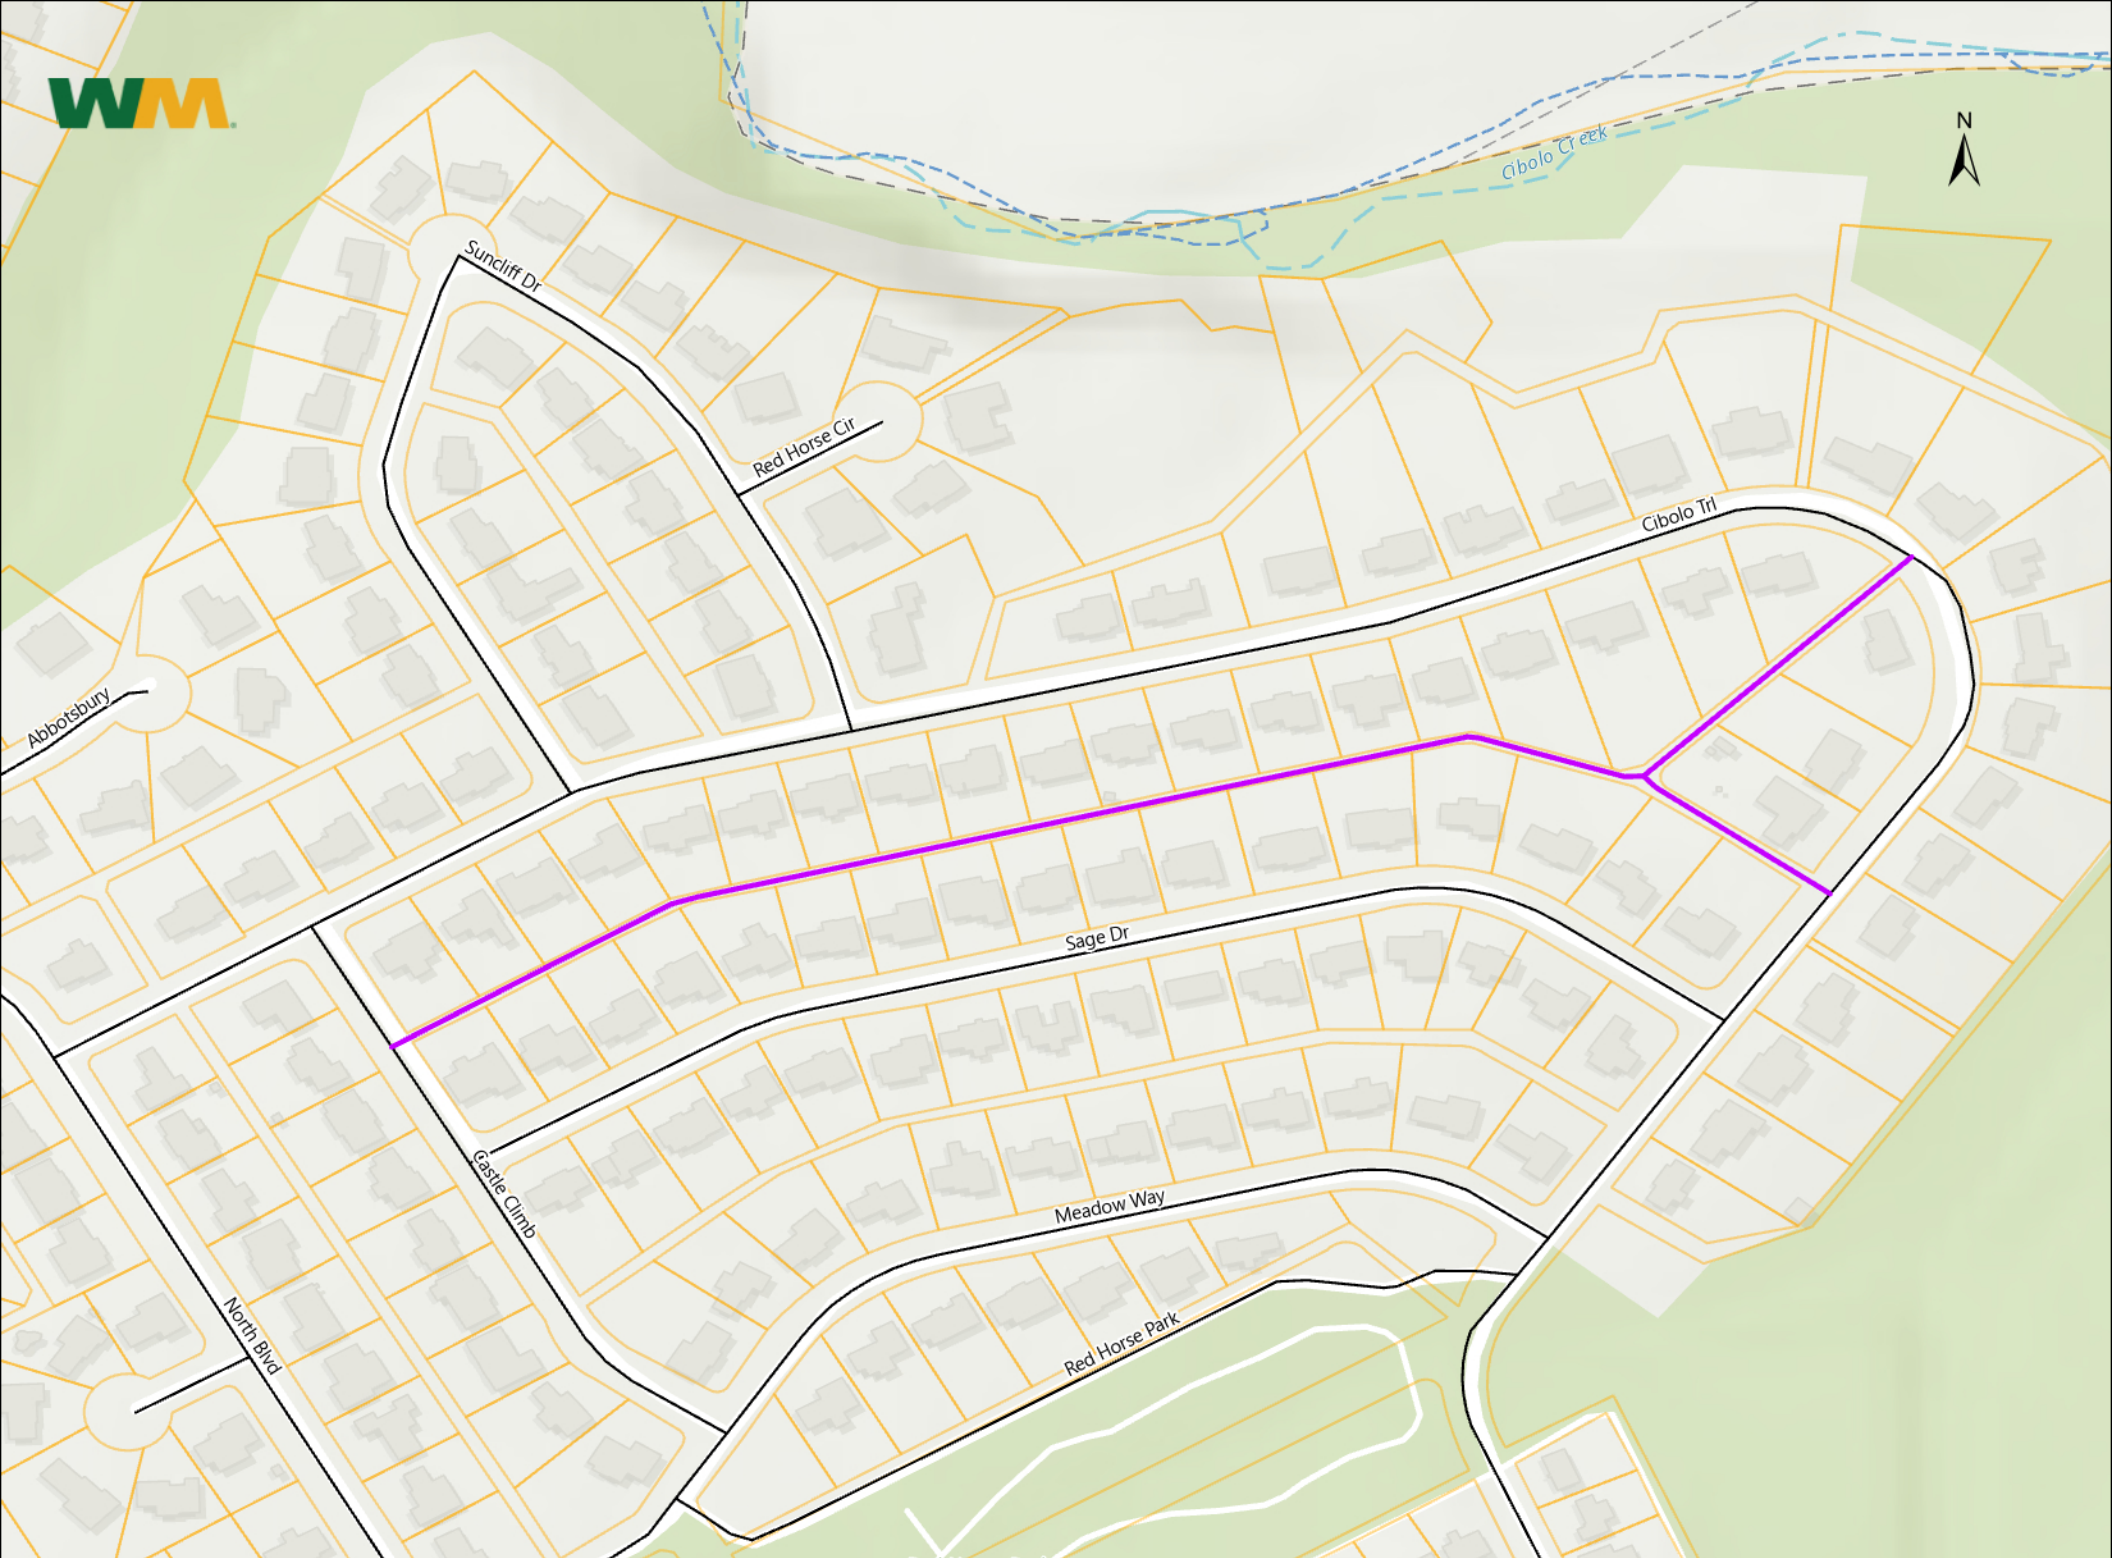 WM
N
Cibolo Creek
Suncliff Dr
Red Horse Cir
Cibolo Trl
Abbotsbury
Sage Dr
Castle Climb
Meadow Way
North Blvd
Red Horse Park